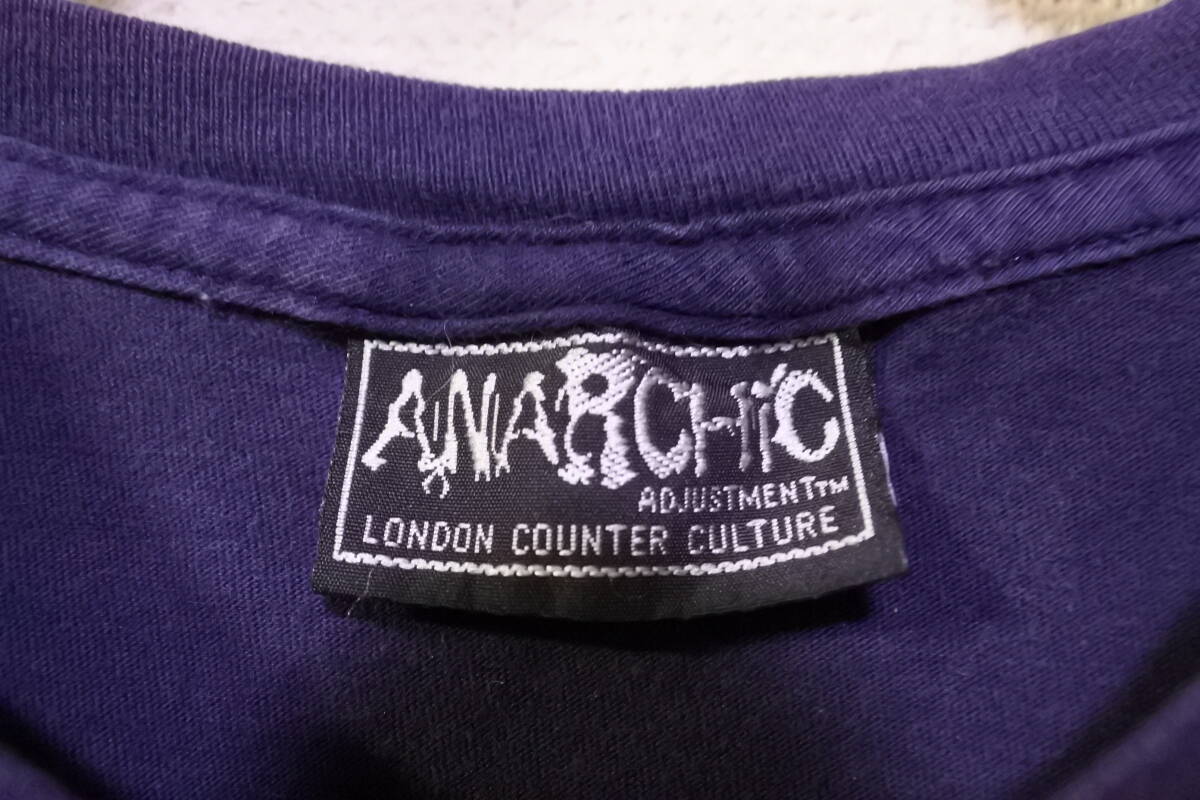 ANARCHiC
ADJUSTMENT™
LONDON COUNTER CULTURE